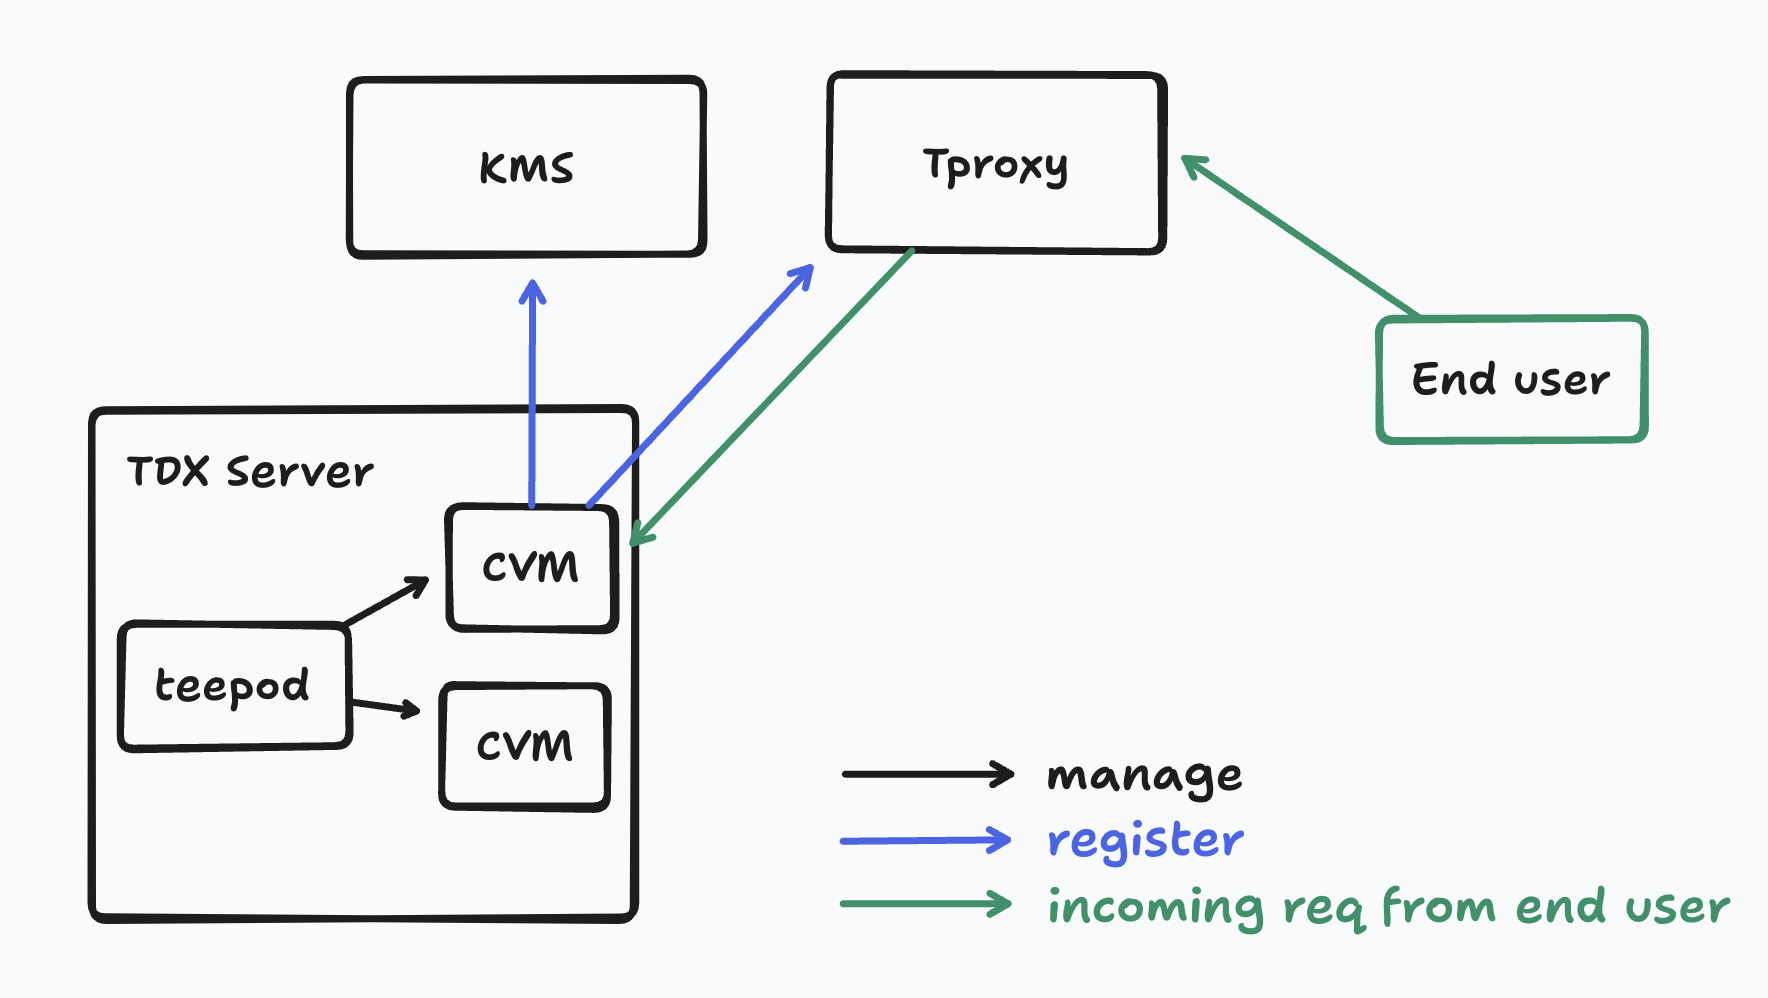 KMS
Tproxy
End user
TDX Server
CVM
teepod
CVM
manage
register
incoming req from end user